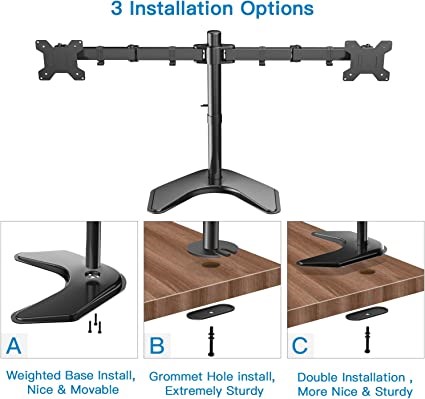 3 Installation Options
A
Weighted Base Install,
Nice & Movable
B
Grommet Hole install,
Extremely Sturdy
C
Double Installation ,
More Nice & Sturdy